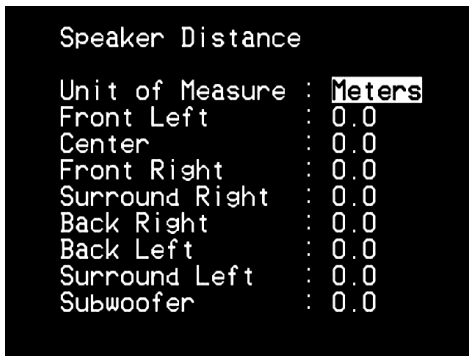 Speaker Distance
Unit of Measure : Meters
Front Left : 0.0
Center : 0.0
Front Right : 0.0
Surround Right : 0.0
Back Right : 0.0
Back Left : 0.0
Surround Left : 0.0
Subwoofer : 0.0